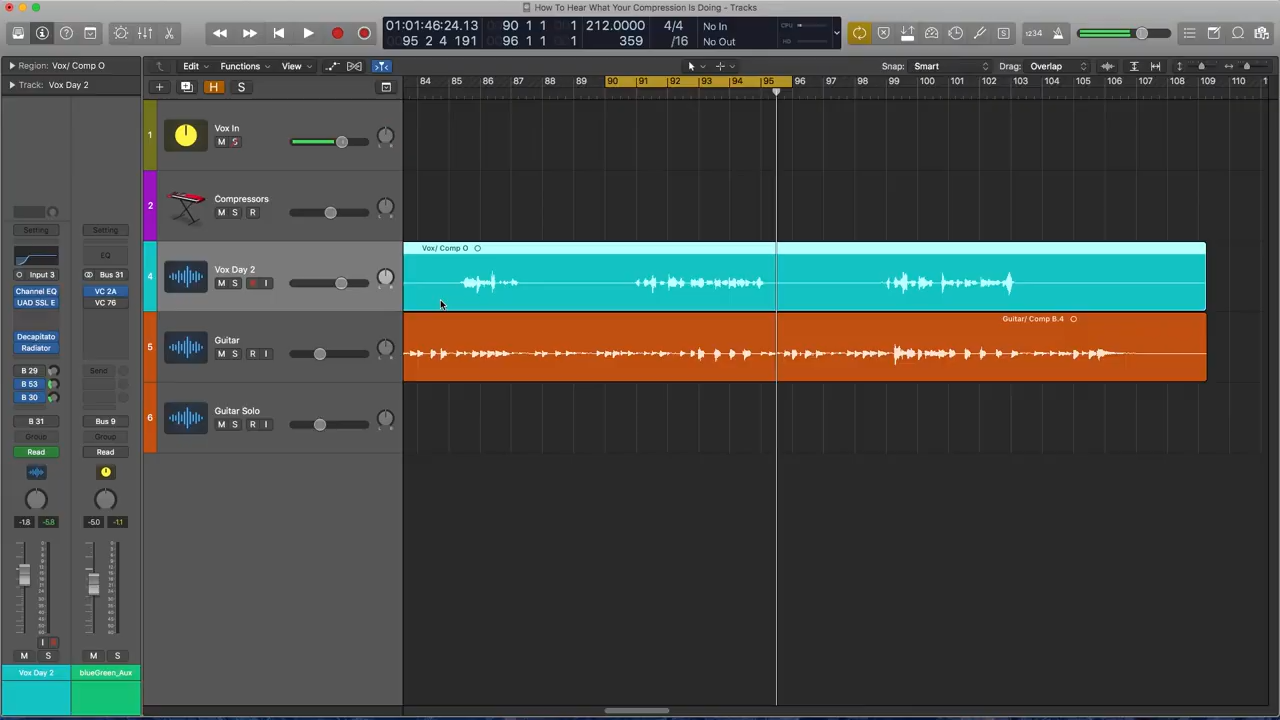 How To Hear What Your Compression Is Doing - Tracks
01:01:46:24.13 90 1 1 1 212.0000 4/4 No In CPU
95 2 4 191 96 1 1 1 359 /16 No Out HD
1234
Region: Vox/ Comp O Edit Functions View Snap: Smart Drag: Overlap
Track: Vox Day 2 84 85 86 87 88 89 90 91 92 93 94 95 96 97 98 99 100 101 102 103 104 105 106 107 108 109 110 1
H S
1 Vox In
M S
L R
2 Compressors
M S R
L R
Setting Setting
EQ
Input 3 Bus 31
Channel EQ VC 2A
UAD SSL E VC 76
Decapitato
Radiator
B 29 Send
B 53
B 30
B 31 Bus 9
Group Group
Read Read
-1.8 -5.8 -5.0 -1.1
I R
M S M S
Vox Day 2 blueGreen_Aux
4 Vox Day 2
M S R I
L R
Vox/ Comp O
5 Guitar
M S R I
L R
Guitar/ Comp B.4
6 Guitar Solo
M S R I
L R